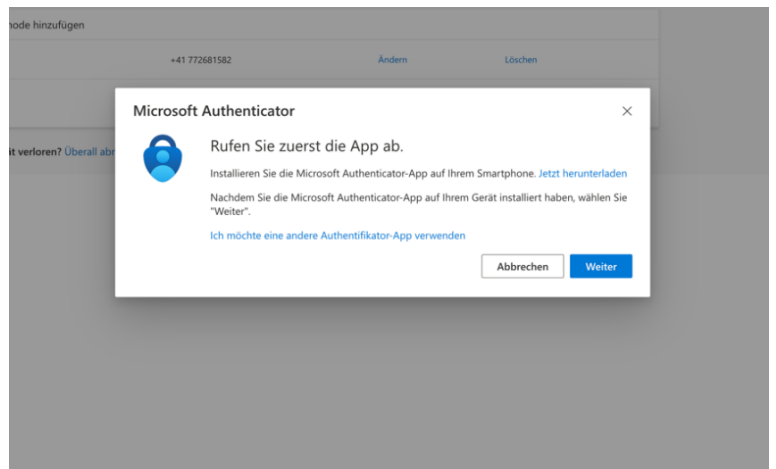 node hinzufügen
+41 772681582 Ändern Löschen
Microsoft Authenticator
Rufen Sie zuerst die App ab.
it verloren? Überall abr
Installieren Sie die Microsoft Authenticator-App auf Ihrem Smartphone. Jetzt herunterladen
Nachdem Sie die Microsoft Authenticator-App auf Ihrem Gerät installiert haben, wählen Sie
"Weiter".
Ich möchte eine andere Authentifikator-App verwenden
Abbrechen Weiter